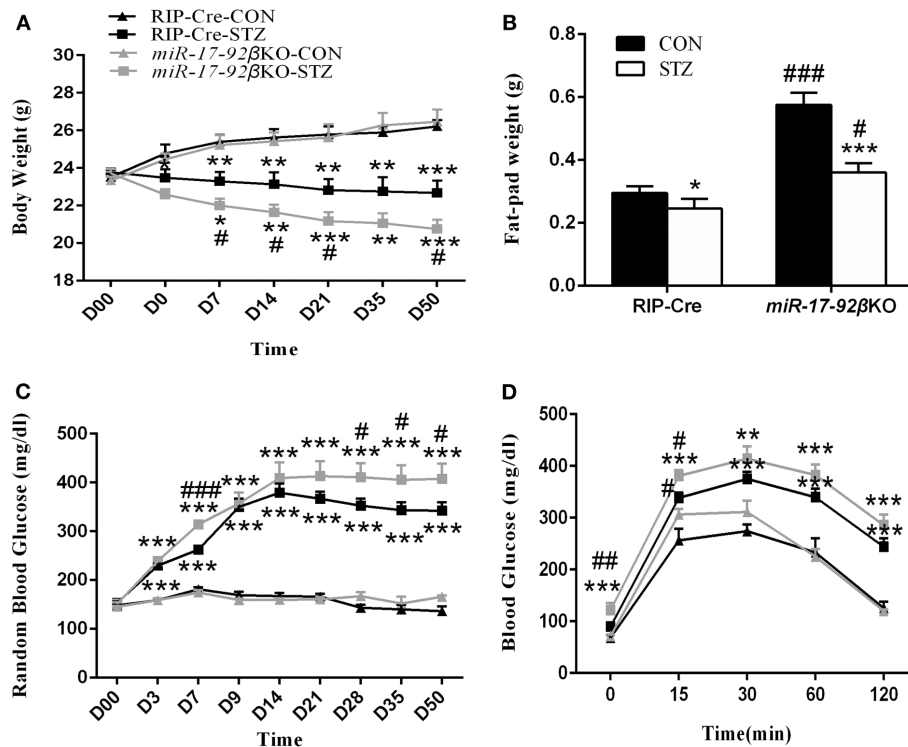 A
RIP-Cre-CON
RIP-Cre-STZ
miR-17-92βKO-CON
miR-17-92βKO-STZ
Body Weight (g)
30
28
26
24
22
20
18
*
** ** ** ** ***
* ** *** ** ***
# # # #
D00 D0 D7 D14 D21 D35 D50
Time
B
CON
STZ
Fat-pad weight (g)
0.8
0.6
0.4
0.2
0.0
###
#
***
*
RIP-Cre miR-17-92βKO
C
Random Blood Glucose (mg/dl)
500
400
300
200
100
0
# # #
*** *** *** *** ***
***
###
***
***
*** *** *** *** ***
***
***
***
D00 D3 D7 D9 D14 D21 D28 D35 D50
Time
D
Blood Glucose (mg/dl)
500
400
300
200
100
0
# ** ***
*** *** ***
# ***
***
##
***
0 15 30 60 120
Time(min)